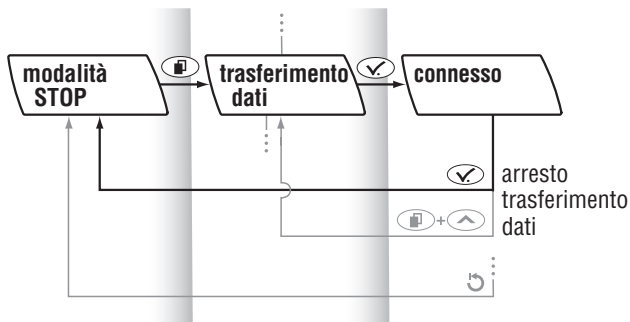 modalità
STOP
trasferimento
dati
connesso
arresto
trasferimento
dati
+